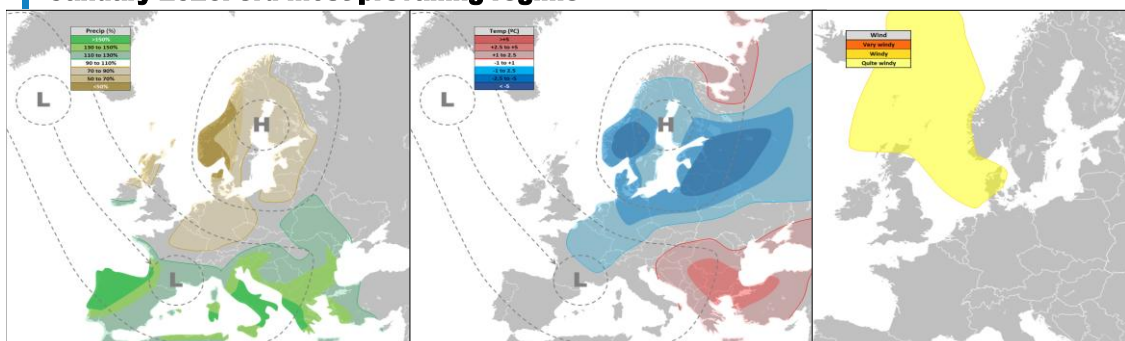 most prevailing regime
Precip (%)
>150%
130 to 150%
110 to 130%
90 to 110%
70 to 90%
50 to 70%
<50%
L
H
L
Temp (ºC)
>+5
+2.5 to +5
+1 to 2.5
-1 to +1
-1 to 2.5
-2.5 to -5
< -5
L
H
L
Wind
Very windy
Windy
Quite windy